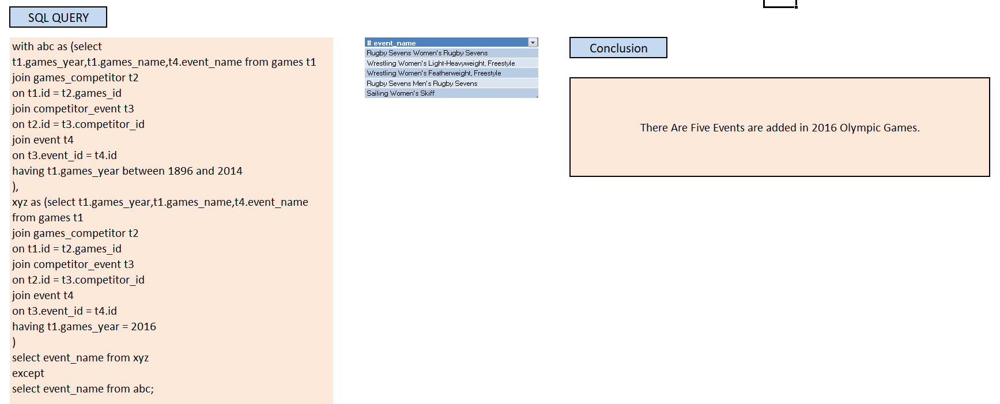 SQL QUERY
with abc as (select
t1.games_year,t1.games_name,t4.event_name from games t1
join games_competitor t2
on t1.id = t2.games_id
join competitor_event t3
on t2.id = t3.competitor_id
join event t4
on t3.event_id = t4.id
having t1.games_year between 1896 and 2014
),
xyz as (select t1.games_year,t1.games_name,t4.event_name
from games t1
join games_competitor t2
on t1.id = t2.games_id
join competitor_event t3
on t2.id = t3.competitor_id
join event t4
on t3.event_id = t4.id
having t1.games_year = 2016
)
select event_name from xyz
except
select event_name from abc;
# event_name
Rugby Sevens Women's Rugby Sevens
Wrestling Women's Light-Heavyweight, Freestyle
Wrestling Women's Featherweight, Freestyle
Rugby Sevens Men's Rugby Sevens
Sailing Women's Skiff
Conclusion
There Are Five Events are added in 2016 Olympic Games.